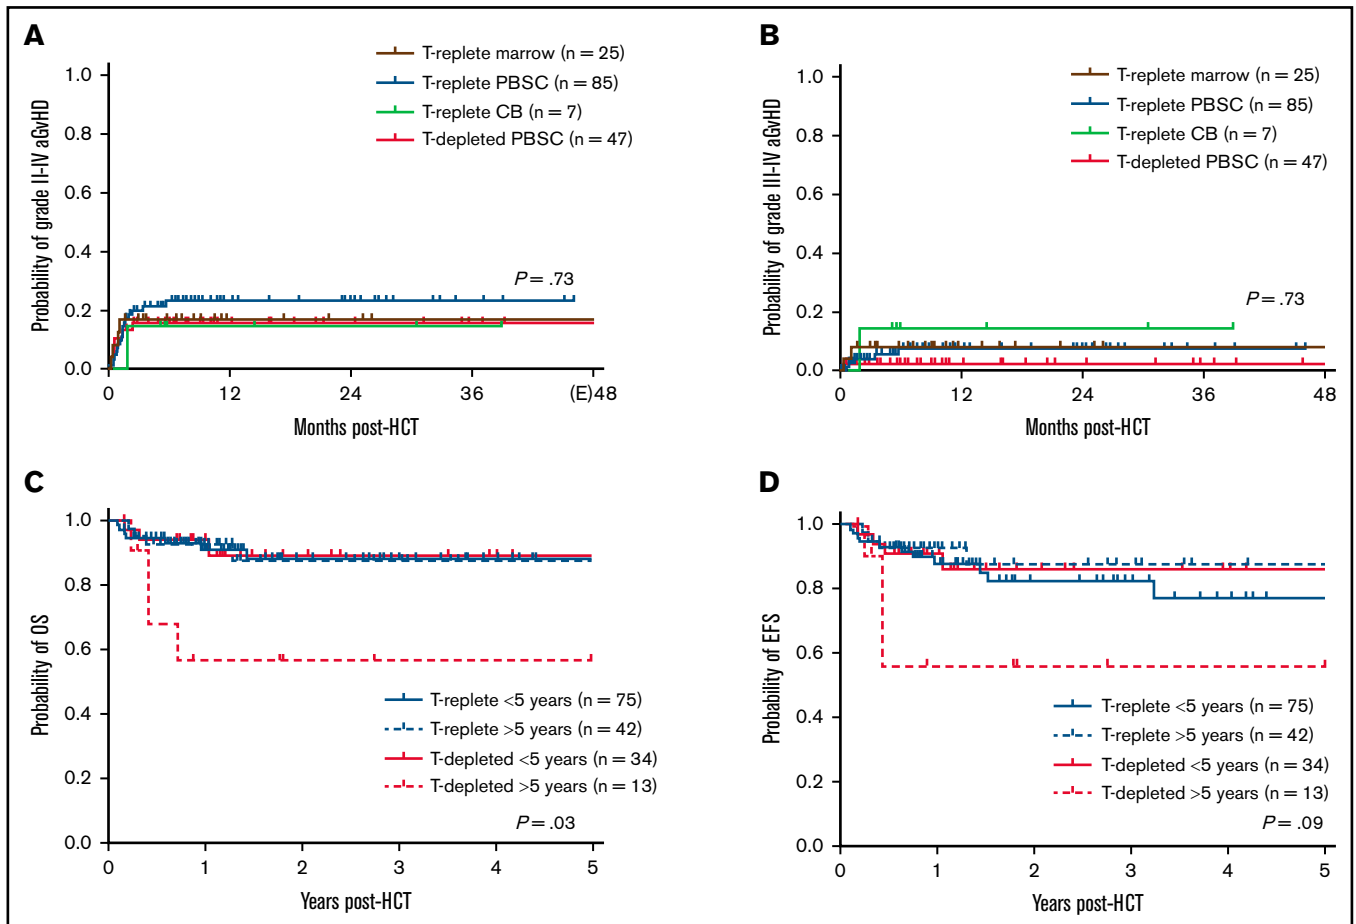 A
T-replete marrow (n = 25)
T-replete PBSC (n = 85)
T-replete CB (n = 7)
T-depleted PBSC (n = 47)
Probability of grade II-IV aGvHD
1.0
0.8
0.6
0.4
0.2
0.0
P = .73
0 12 24 36 (E)48
Months post-HCT
B
T-replete marrow (n = 25)
T-replete PBSC (n = 85)
T-replete CB (n = 7)
T-depleted PBSC (n = 47)
Probability of grade III-IV aGvHD
1.0
0.8
0.6
0.4
0.2
0.0
P = .73
0 12 24 36 48
Months post-HCT
C
Probability of OS
1.0
0.8
0.6
0.4
0.2
0.0
T-replete <5 years (n = 75)
T-replete >5 years (n = 42)
T-depleted <5 years (n = 34)
T-depleted >5 years (n = 13)
P = .03
0 1 2 3 4 5
Years post-HCT
D
Probability of EFS
1.0
0.8
0.6
0.4
0.2
0.0
T-replete <5 years (n = 75)
T-replete >5 years (n = 42)
T-depleted <5 years (n = 34)
T-depleted >5 years (n = 13)
P = .09
0 1 2 3 4 5
Years post-HCT